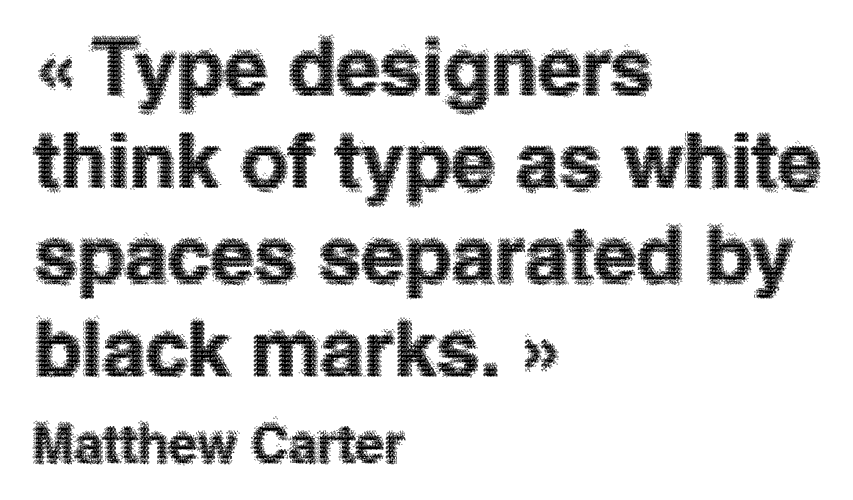 « Type designers
think of type as white
spaces separated by
black marks. »
Matthew Carter